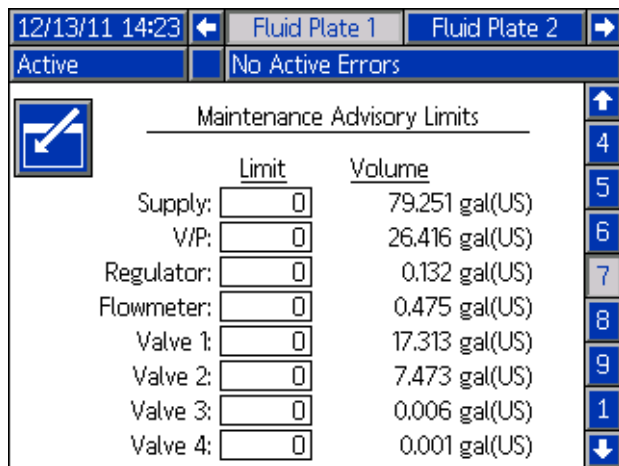 12/13/11 14:23 Fluid Plate 1 Fluid Plate 2
Active No Active Errors
Maintenance Advisory Limits
Limit Volume
Supply: 0 79.251 gal(US)
V/P: 0 26.416 gal(US)
Regulator: 0 0.132 gal(US)
Flowmeter: 0 0.475 gal(US)
Valve 1: 0 17.313 gal(US)
Valve 2: 0 7.473 gal(US)
Valve 3: 0 0.006 gal(US)
Valve 4: 0 0.001 gal(US)
4
5
6
7
8
9
1